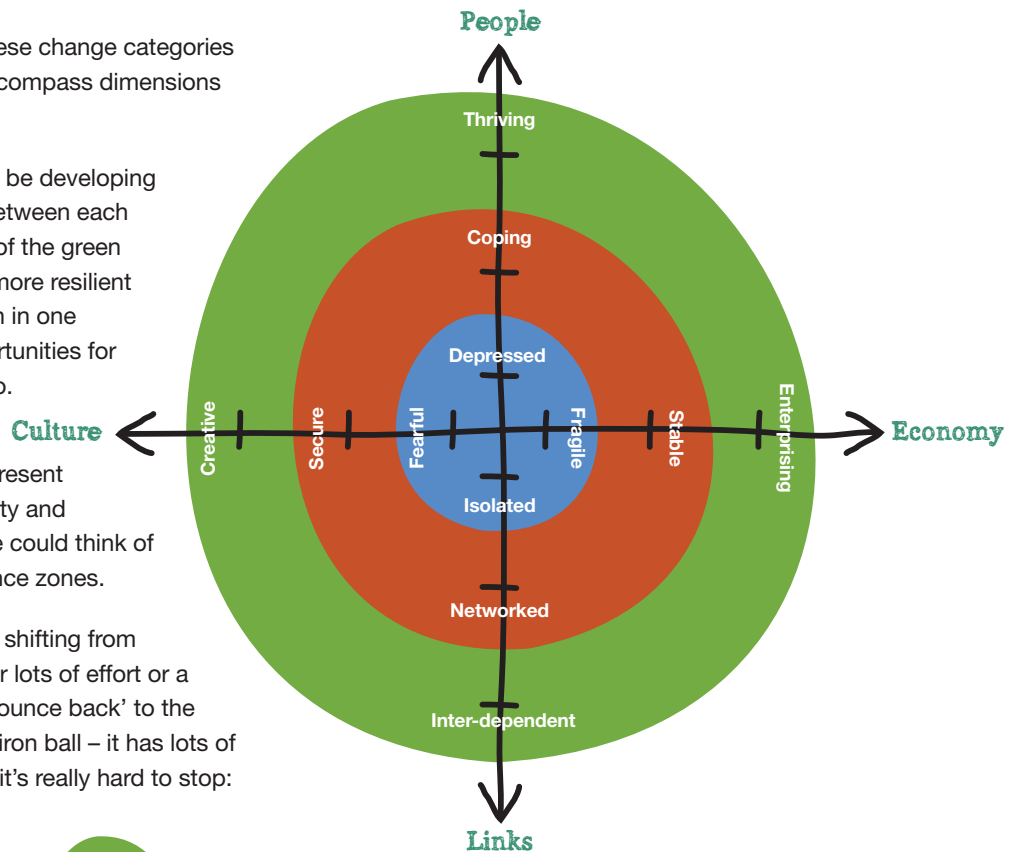 ese change categories
compass dimensions
be developing
etween each
of the green
more resilient
n in one
rtunities for
o.
resent
ty and
e could think of
nce zones.
shifting from
r lots of effort or a
ounce back’ to the
iron ball – it has lots of
it’s really hard to stop:
People
Thriving
Coping
Depressed
Culture
Creative
Secure
Fearful
Fragile
Stable
Enterprising
Economy
Isolated
Networked
Inter-dependent
Links